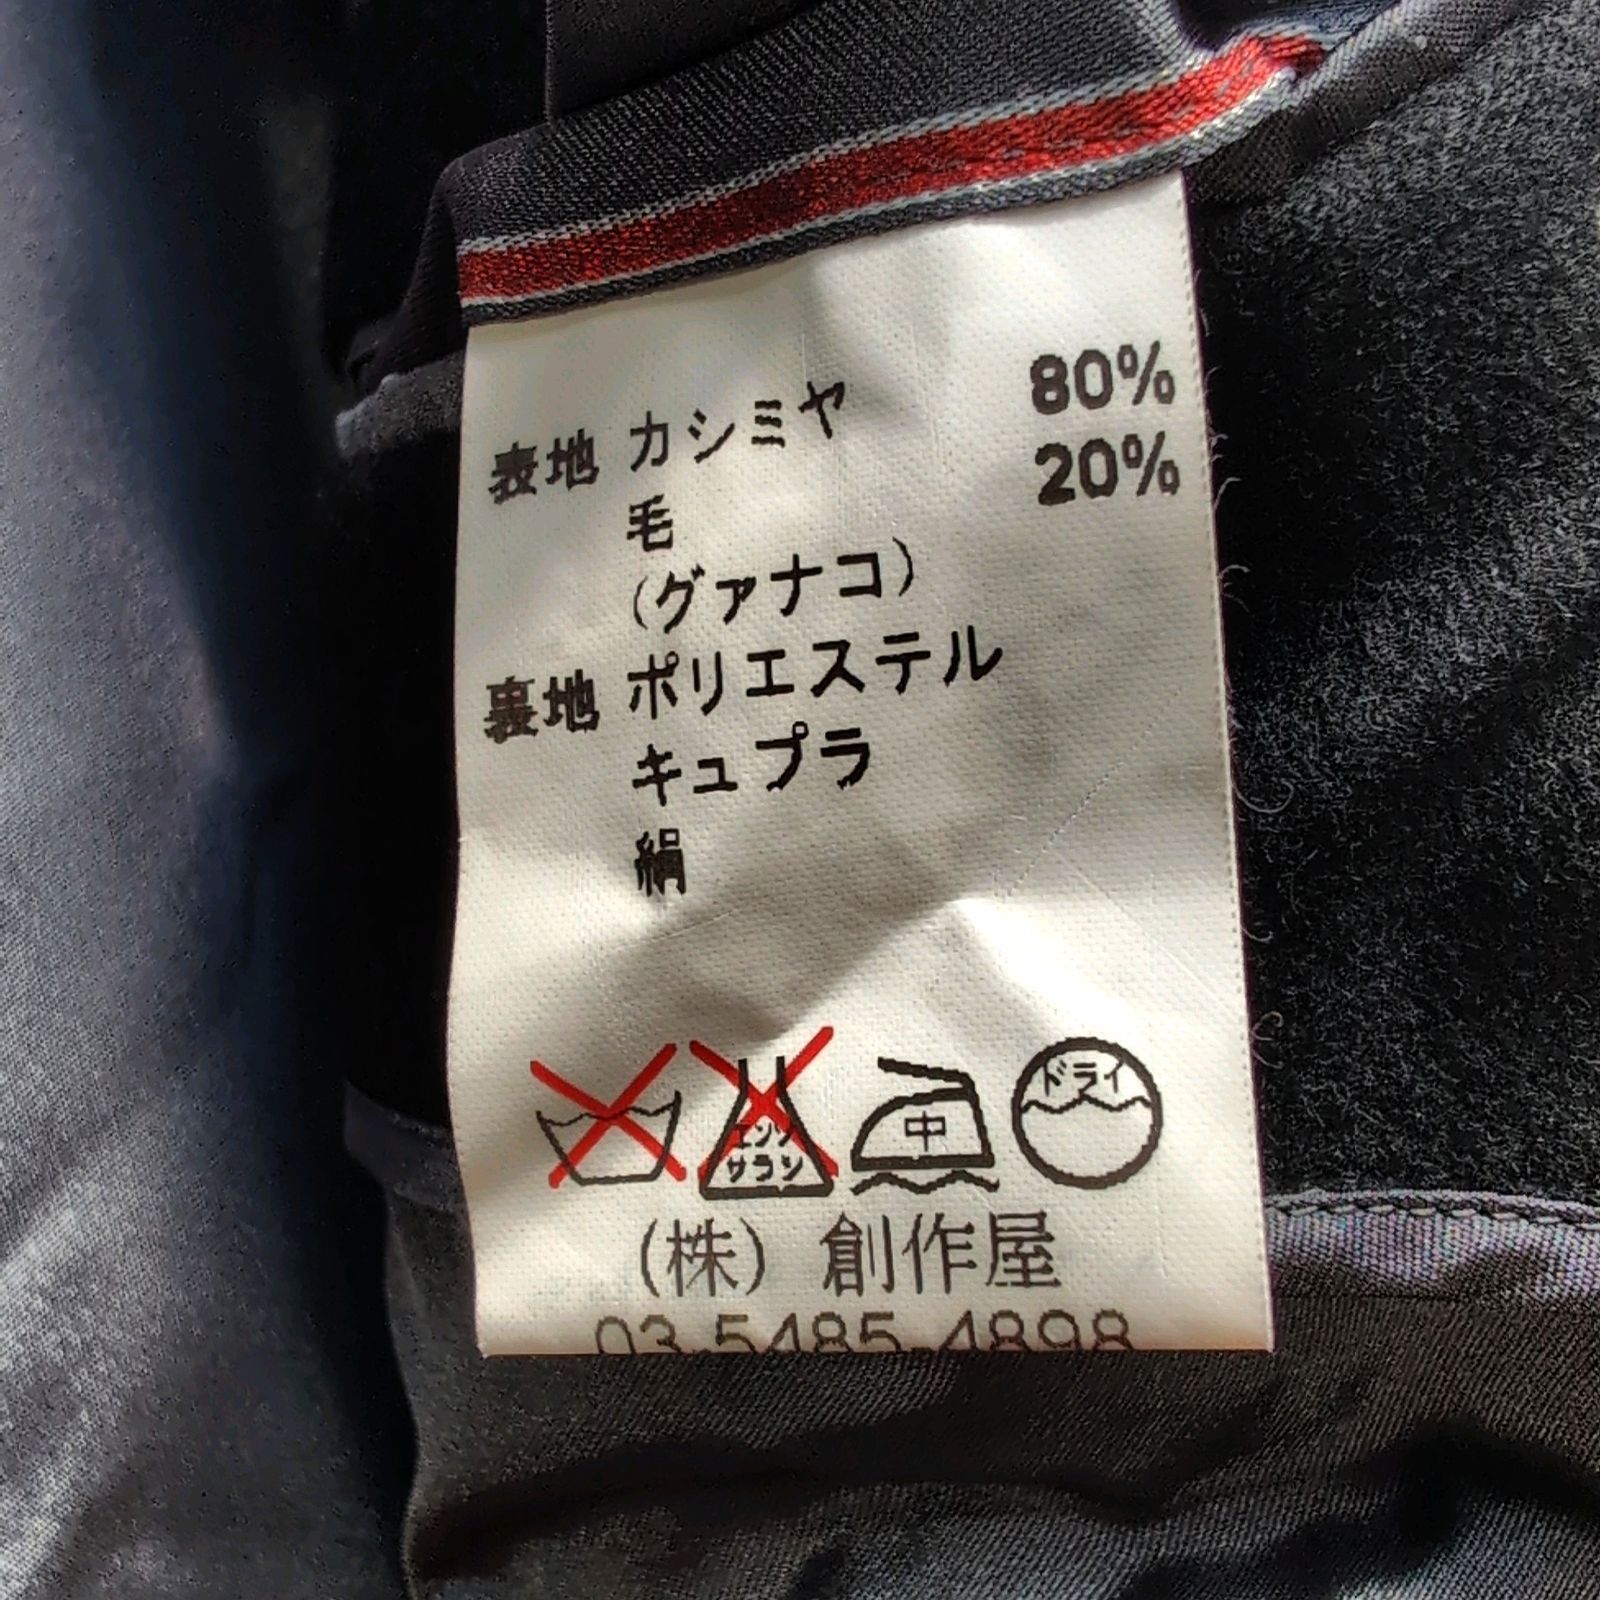 表地 カシミヤ 80%
毛 20%
(グァナコ)
裏地 ポリエステル
キュプラ
絹
エンソ
サラシ
中
ドライ
(株) 創作屋
03-5485-4898